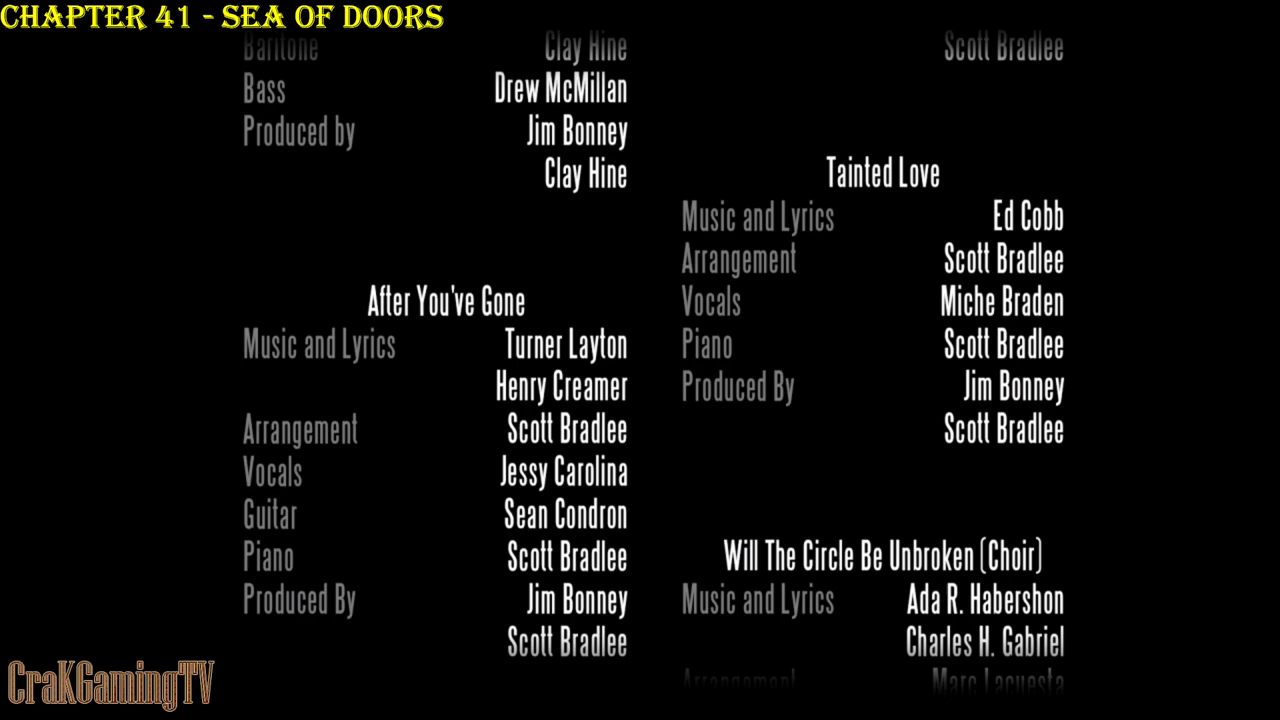 CHAPTER 41 - SEA OF DOORS
Baritone Clay Hine
Bass Drew McMillan
Produced by Jim Bonney
Clay Hine
After You've Gone
Music and Lyrics Turner Layton
Henry Creamer
Arrangement Scott Bradlee
Vocals Jessy Carolina
Guitar Sean Condron
Piano Scott Bradlee
Produced By Jim Bonney
Scott Bradlee
Scott Bradlee
Tainted Love
Music and Lyrics Ed Cobb
Arrangement Scott Bradlee
Vocals Miche Braden
Piano Scott Bradlee
Produced By Jim Bonney
Scott Bradlee
Will The Circle Be Unbroken (Choir)
Music and Lyrics Ada R. Habershon
Charles H. Gabriel
Arrangement Marc Lacuesta
CraKGamingTV